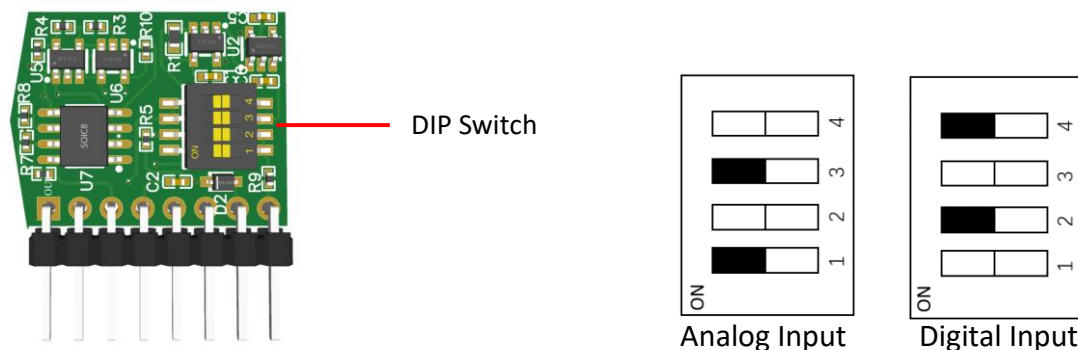 R4
R3
R10
U5
U6
R1
U2
R8
R7
SOIC8
R5
U7
C2
D2
R9
ON
1 2 3 4
DIP Switch
4
3
2
1
ON
Analog Input
4
3
2
1
ON
Digital Input